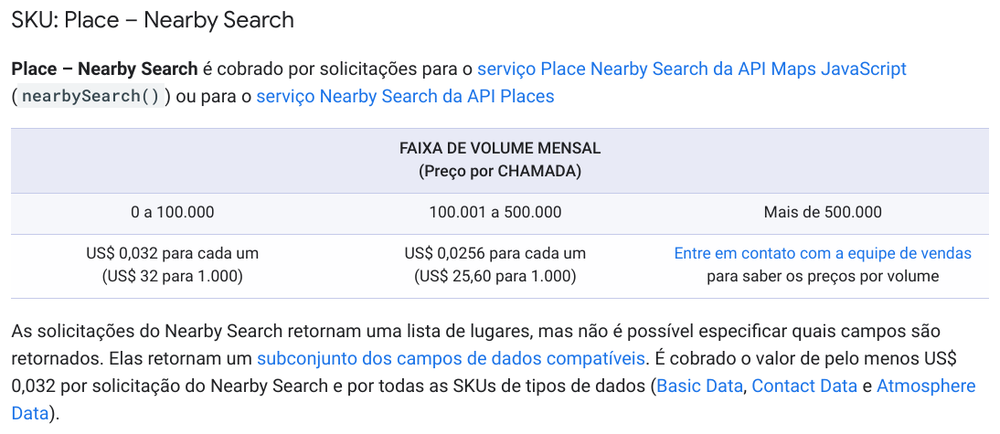 SKU: Place – Nearby Search
Place – Nearby Search é cobrado por solicitações para o serviço Place Nearby Search da API Maps JavaScript
(nearbySearch()) ou para o serviço Nearby Search da API Places
FAIXA DE VOLUME MENSAL
(Preço por CHAMADA)
0 a 100.000 100.001 a 500.000 Mais de 500.000
US$ 0,032 para cada um US$ 0,0256 para cada um Entre em contato com a equipe de vendas
(US$ 32 para 1.000) (US$ 25,60 para 1.000) para saber os preços por volume
As solicitações do Nearby Search retornam uma lista de lugares, mas não é possível especificar quais campos são
retornados. Elas retornam um subconjunto dos campos de dados compatíveis. É cobrado o valor de pelo menos US$
0,032 por solicitação do Nearby Search e por todas as SKUs de tipos de dados (Basic Data, Contact Data e Atmosphere
Data).